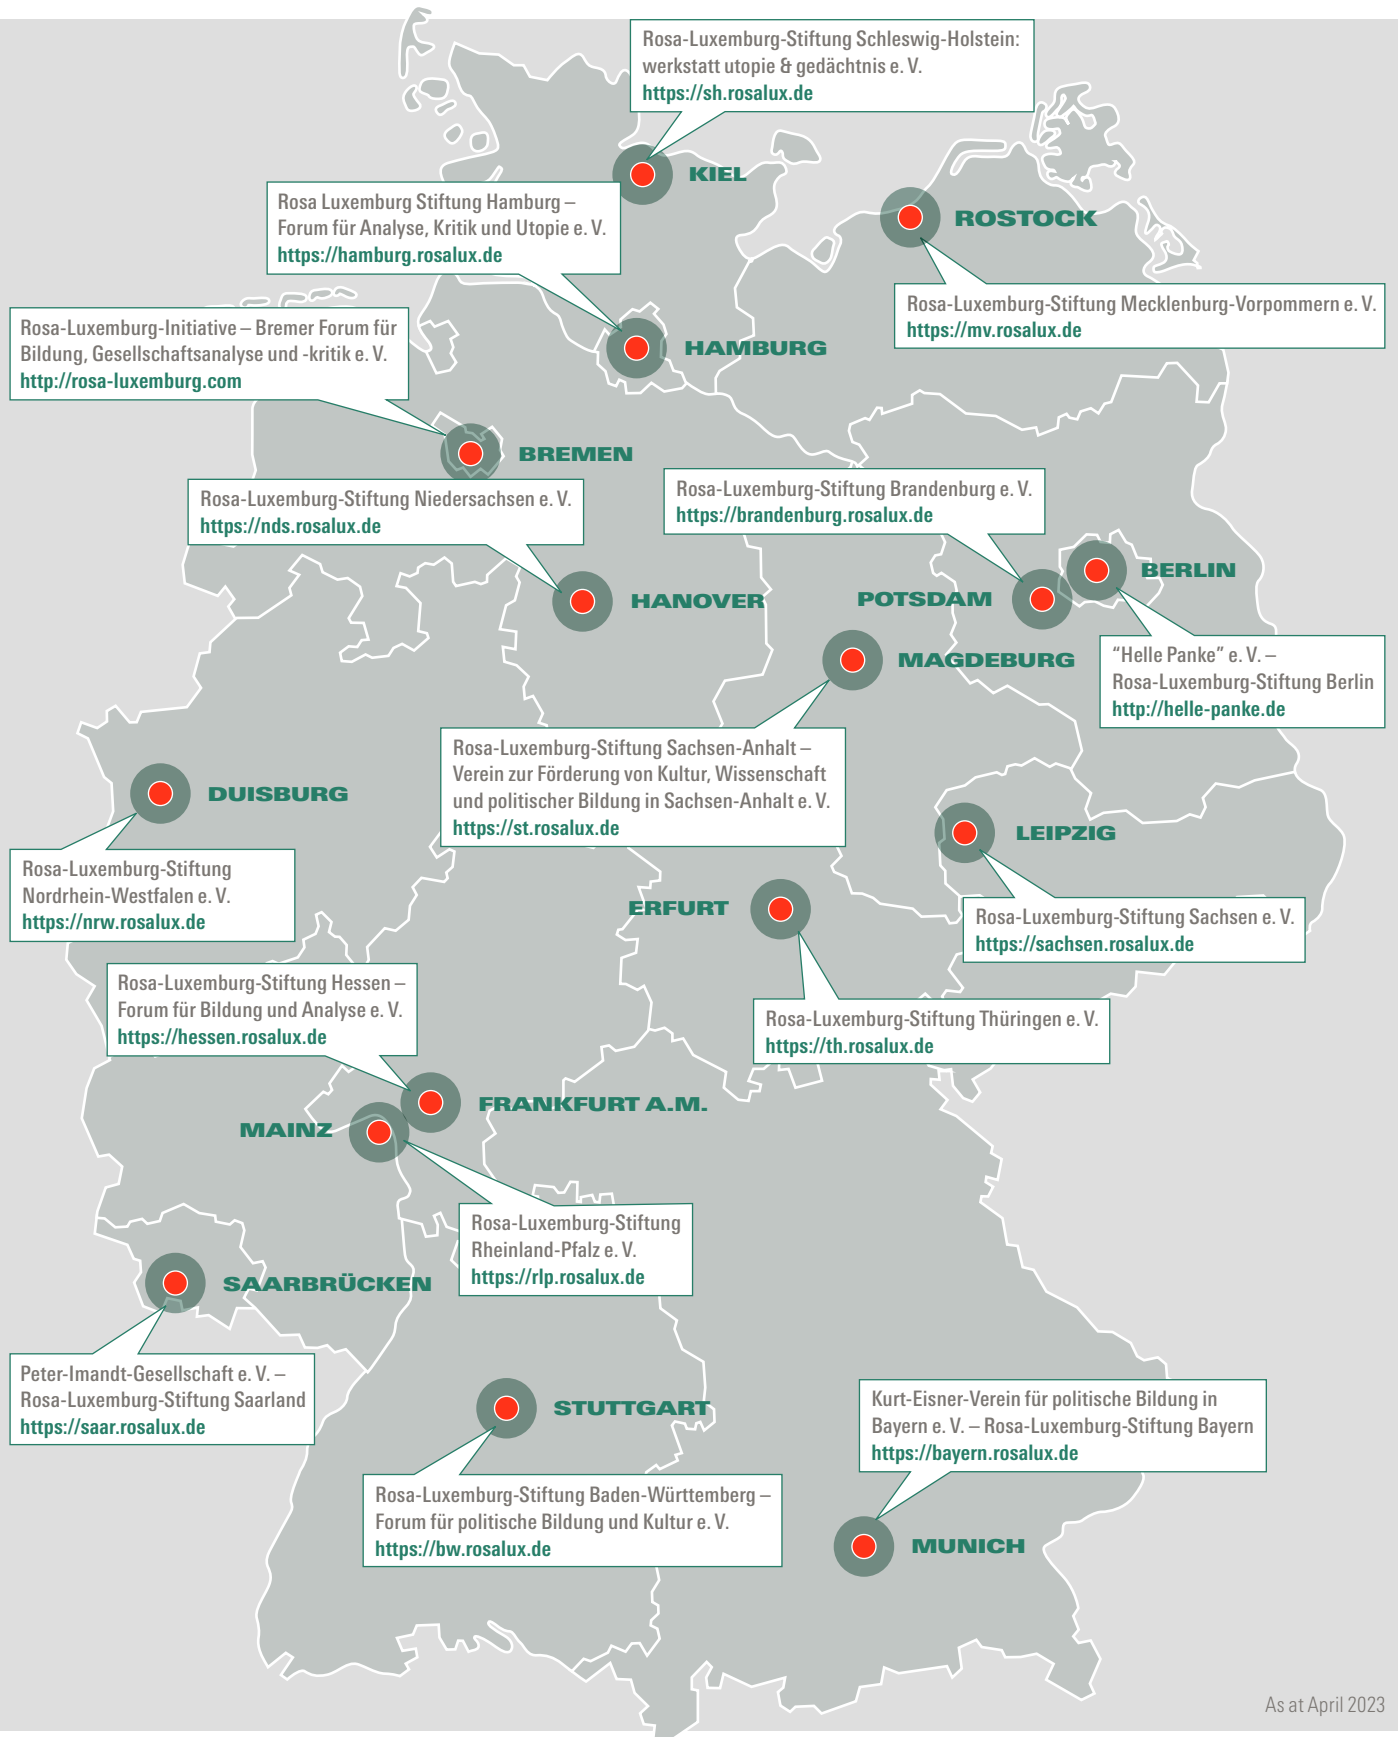 Rosa-Luxemburg-Stiftung Schleswig-Holstein:
werkstatt utopie & gedächtnis e. V.
https://sh.rosalux.de
KIEL
Rosa Luxemburg Stiftung Hamburg –
Forum für Analyse, Kritik und Utopie e. V.
https://hamburg.rosalux.de
ROSTOCK
Rosa-Luxemburg-Stiftung Mecklenburg-Vorpommern e. V.
https://mv.rosalux.de
Rosa-Luxemburg-Initiative – Bremer Forum für
Bildung, Gesellschaftsanalyse und -kritik e. V.
http://rosa-luxemburg.com
HAMBURG
BREMEN
Rosa-Luxemburg-Stiftung Niedersachsen e. V.
https://nds.rosalux.de
Rosa-Luxemburg-Stiftung Brandenburg e. V.
https://brandenburg.rosalux.de
BERLIN
HANOVER
POTSDAM
MAGDEBURG
“Helle Panke” e. V. –
Rosa-Luxemburg-Stiftung Berlin
http://helle-panke.de
Rosa-Luxemburg-Stiftung Sachsen-Anhalt –
Verein zur Förderung von Kultur, Wissenschaft
und politischer Bildung in Sachsen-Anhalt e. V.
https://st.rosalux.de
DUISBURG
LEIPZIG
Rosa-Luxemburg-Stiftung
Nordrhein-Westfalen e. V.
https://nrw.rosalux.de
ERFURT
Rosa-Luxemburg-Stiftung Sachsen e. V.
https://sachsen.rosalux.de
Rosa-Luxemburg-Stiftung Hessen –
Forum für Bildung und Analyse e. V.
https://hessen.rosalux.de
Rosa-Luxemburg-Stiftung Thüringen e. V.
https://th.rosalux.de
FRANKFURT A.M.
MAINZ
Rosa-Luxemburg-Stiftung
Rheinland-Pfalz e. V.
https://rlp.rosalux.de
SAARBRÜCKEN
Peter-Imandt-Gesellschaft e. V. –
Rosa-Luxemburg-Stiftung Saarland
https://saar.rosalux.de
STUTTGART
Kurt-Eisner-Verein für politische Bildung in
Bayern e. V. – Rosa-Luxemburg-Stiftung Bayern
https://bayern.rosalux.de
Rosa-Luxemburg-Stiftung Baden-Württemberg –
Forum für politische Bildung und Kultur e. V.
https://bw.rosalux.de
MUNICH
As at April 2023